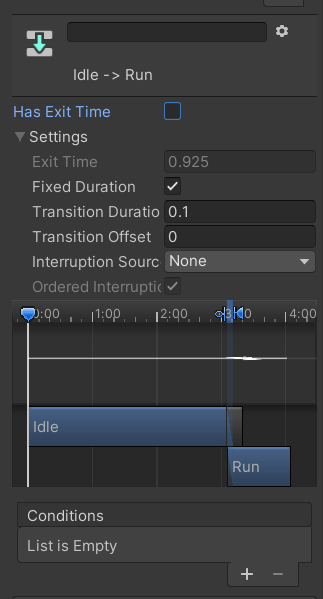 Idle -> Run
Has Exit Time
Settings
Exit Time 0.925
Fixed Duration
Transition Duratio 0.1
Transition Offset 0
Interruption Sourc None
Ordered Interruptic
0:00 1:00 2:00 3:00 4:00
Idle
Run
Conditions
List is Empty
+ −